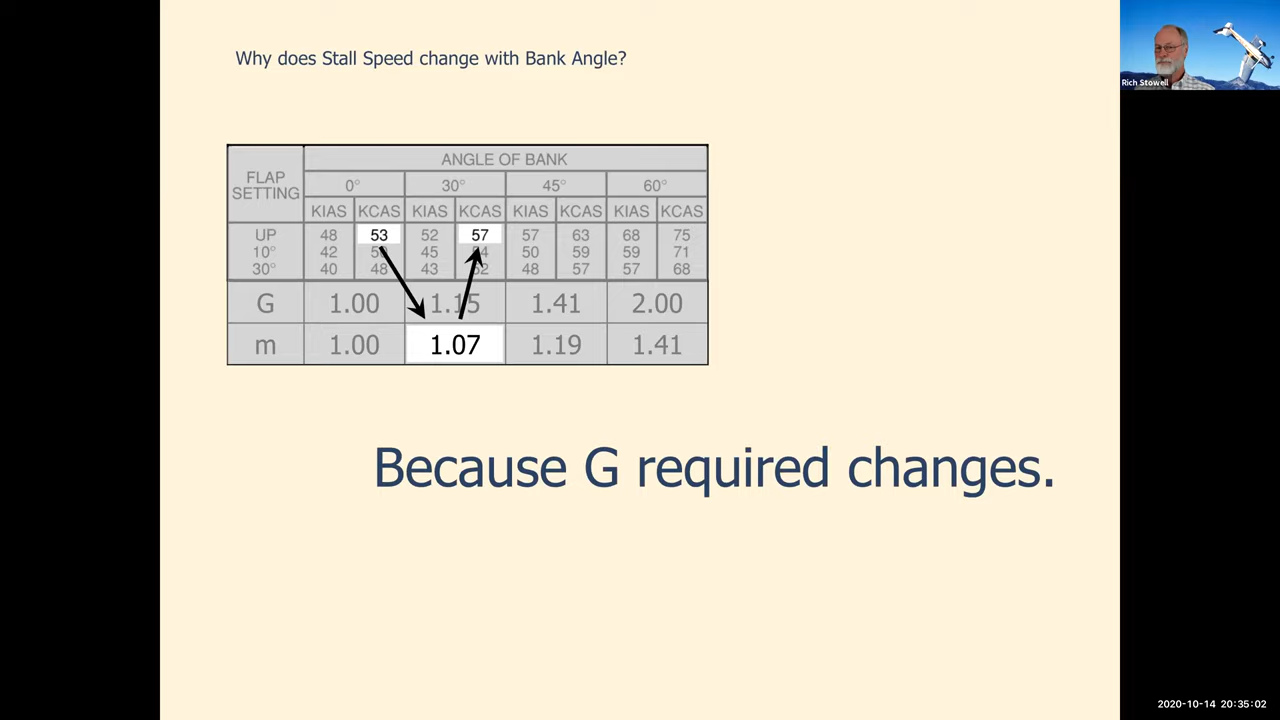 Why does Stall Speed change with Bank Angle?
Rich Stowell
FLAP SETTING ANGLE OF BANK
0° 30° 45° 60°
KIAS KCAS KIAS KCAS KIAS KCAS KIAS KCAS
UP 48 53 52 57 57 63 68 75
10° 42 45 50 59 59 71
30° 40 48 43 48 57 57 68
G 1.00 1.15 1.41 2.00
m 1.00 1.07 1.19 1.41
Because G required changes.
2020-10-14 20:35:02